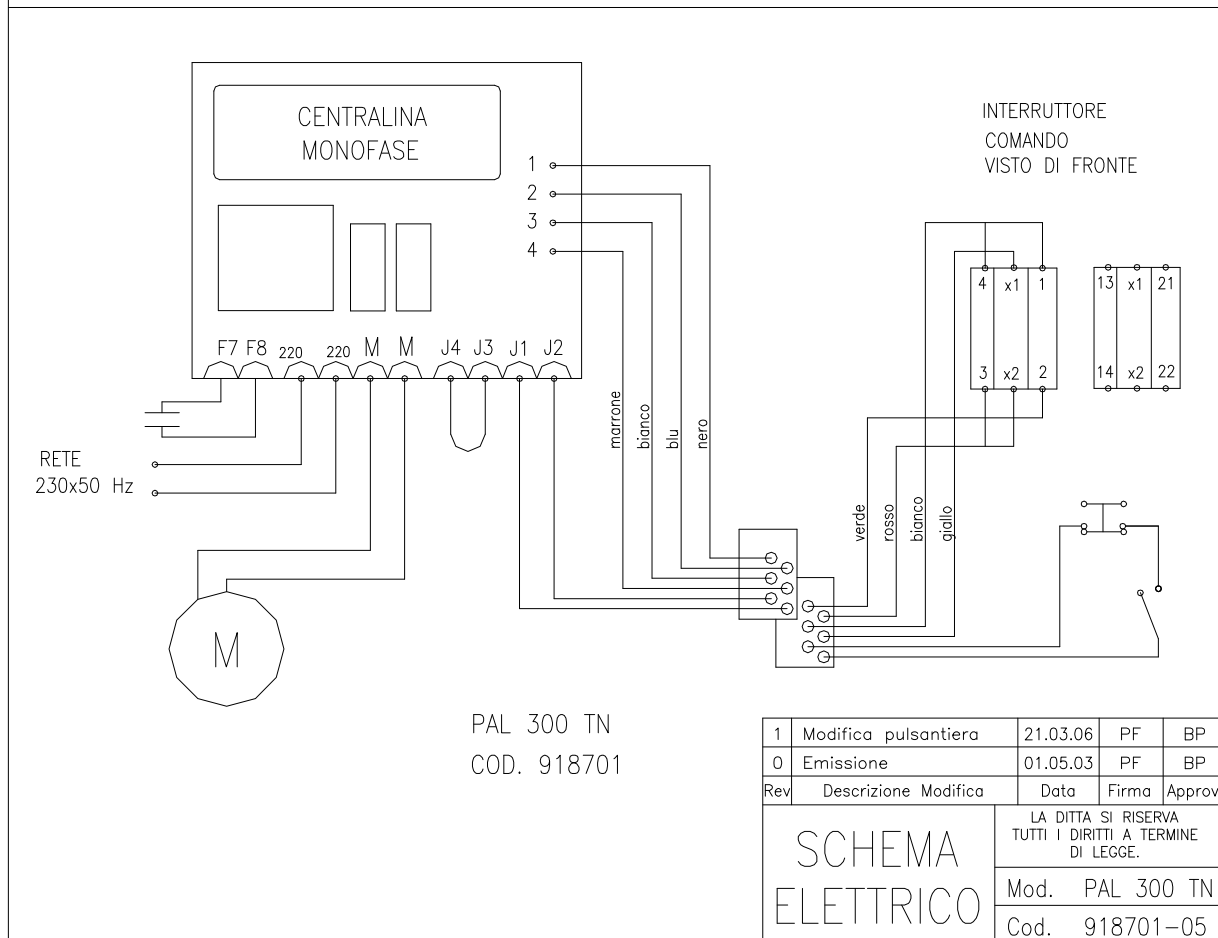 CENTRALINA
MONOFASE
1
2
3
4
F7 F8 220 220 M M J4 J3 J1 J2
RETE
230x50 Hz
M
marrone
bianco
blu
nero
INTERRUTTORE
COMANDO
VISTO DI FRONTE
4 x1 1
3 x2 2
13 x1 21
14 x2 22
verde
rosso
bianco
giallo
PAL 300 TN
COD. 918701
1 Modifica pulsantiera 21.03.06 PF BP
0 Emissione 01.05.03 PF BP
Rev Descrizione Modifica Data Firma Approv
SCHEMA
ELETTRICO
LA DITTA SI RISERVA
TUTTI I DIRITTI A TERMINE
DI LEGGE.
Mod. PAL 300 TN
Cod. 918701-05